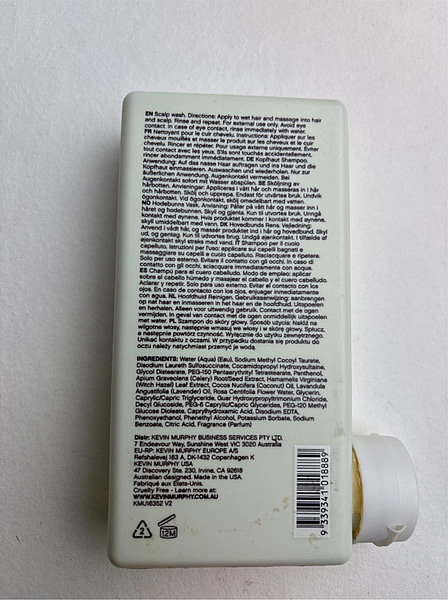 EN Scalp wash. Directions: Apply to wet hair and massage into hair
and scalp. Rinse and repeat. For external use only. Avoid eye
contact. In case of eye contact, rinse immediately with water.
FR Nettoyant pour le cuir chevelu. Instructions: Appliquer sur les
cheveux mouillés et masser le produit sur les cheveux et le cuir
chevelu. Rincer et répéter. Pour usage externe uniquement. Éviter
tout contact avec les yeux. S'ils sont touchés accidentellement,
rincer abondamment immédiatement. DE Kopfhaut Shampoo.
Anwendung: Auf das nasse Haar auftragen und ins Haar und die
Kopfhaut einmassieren. Auswaschen und wiederholen. Nur zur
äußerlichen Anwendung. Augenkontakt vermeiden. Bei
Augenkontakt sofort mit Wasser abspülen. SE Sköljning av
hårbotten. Anvisningar: Appliceras i vått hår och masseras in i hår
och hårbotten. Skölj och upprepa. Endast för utvärtes bruk. Undvik
ögonkontakt. Vid ögonkontakt, skölj omedelbart med vatten.
NO Hodebunns Vask. Anvisning: Påfør på vått hår og masser inn i
håret og hodebunnen. Skyll og gjenta. Kun til utvortes bruk. Unngå
kontakt med øynene. Hvis produktet kommer i kontakt med øynene,
skyll umiddelbart med vann. DK Hovedbunds Rens. Vejledning:
Anvend i vådt hår, og massér produktet ind i hår og hovedbund. Skyl
ud, og gentag. Kun til udvortes brug. Undgå øjenkontakt. I tilfælde af
øjenkontakt skyl straks med vand. IT Shampoo per il cuoio
capelluto. Istruzioni per l'uso: applicare sui capelli bagnati e
massaggiare su capelli e cuoio capelluto. Risciacquare e ripetere.
Solo per uso esterno. Evitare il contatto con gli occhi. In caso di
contatto con gli occhi, sciacquare immediatamente con acqua.
ES Champú para el cuero cabelludo. Modo de empleo: aplicar
sobre el cabello húmedo y masajear el cabello y el cuero cabelludo.
Aclarar y repetir. Solo para uso externo. Evitar el contacto con los
ojos. En caso de contacto con los ojos, enjuagar inmediatamente
con agua. NL Hoofdhuid Reinigen. Gebruiksaanwijzing: aanbrengen
op nat haar en inmasseren in het haar en de hoofdhuid. Uitspoelen
en herhalen. Alleen voor uitwendig gebruik. Contact met de ogen
vermijden. In geval van contact met de ogen onmiddellijk uitspoelen
met water. PL Szampon do skóry głowy. Sposób użycia: Nałóż na
wilgotne włosy, następnie wmasuj we włosy i w skórę głowy. Spłucz,
a następnie powtórz czynność. Wyłącznie do użytku zewnętrznego.
Unikać kontaktu z oczami. W przypadku dostania się produktu do
oczu należy natychmiast przemyć je wodą.
INGREDIENTS: Water (Aqua) (Eau), Sodium Methyl Cocoyl Taurate,
Disodium Laureth Sulfosuccinate, Cocamidopropyl Hydroxysultaine,
Glycol Distearate, PEG-150 Pentaerythrityl Tetrastearate, Panthenol,
Apium Graveolens (Celery) Root/Seed Extract, Hamamelis Virginiana
(Witch Hazel) Leaf Extract, Cocos Nucifera (Coconut) Oil, Lavandula
Angustifolia (Lavender) Oil, Rosa Centifolia Flower Water, Glycerin,
Caprylic/Capric Triglyceride, Guar Hydroxypropyltrimonium Chloride,
Decyl Glucoside, PEG-6 Caprylic/Capric Glycerides, PEG-120 Methyl
Glucose Dioleate, Caprylhydroxamic Acid, Disodium EDTA,
Phenoxyethanol, Phenethyl Alcohol, Potassium Sorbate, Sodium
Benzoate, Citric Acid, Fragrance (Parfum)
Distr: KEVIN MURPHY BUSINESS SERVICES PTY LTD.
7 Endeavour Way, Sunshine West VIC 3020 Australia
EU-RP: KEVIN MURPHY EUROPE A/S
Refshalevej 163 A, DK-1432 Copenhagen K
KEVIN MURPHY USA
47 Discovery Ste. 230, Irvine, CA 92618
Australian designed. Made in the USA.
Fabriqué aux États-Unis.
Cruelty Free - Learn more at:
WWW.KEVINMURPHY.COM.AU
KMU16352 V2
2
12M
9 339341 018889